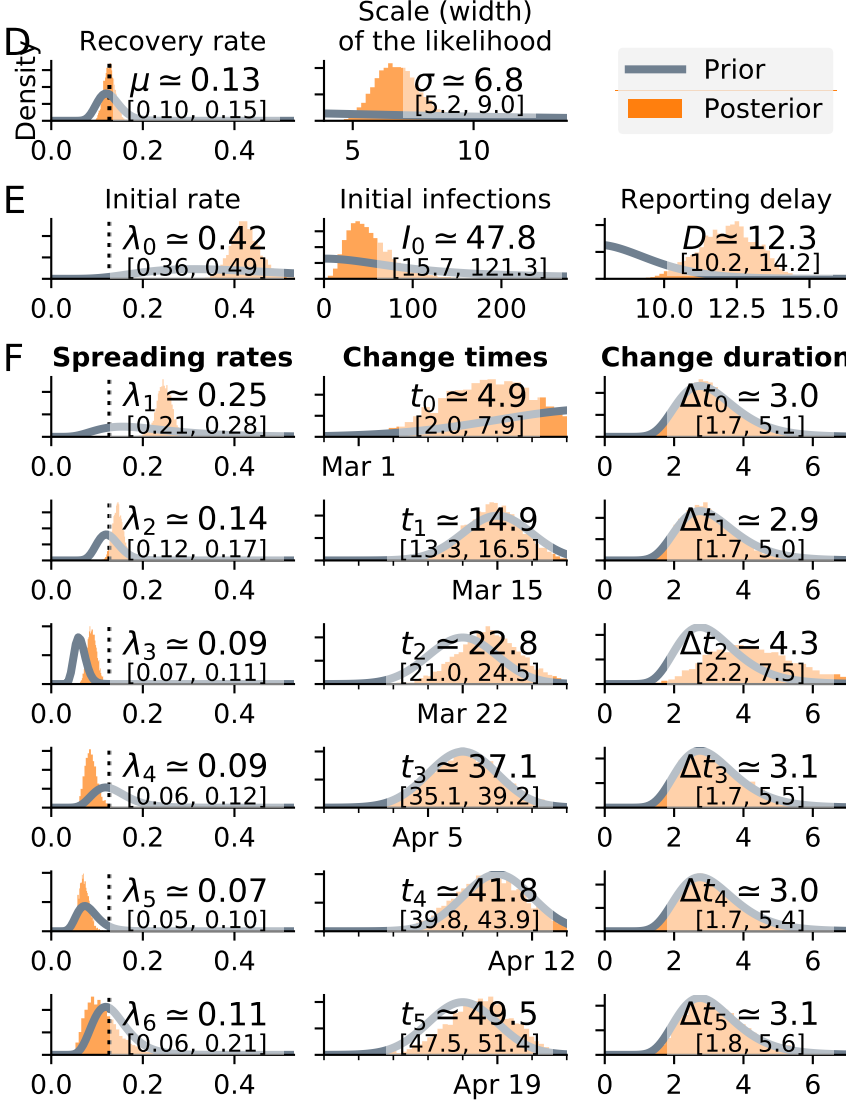 D
Recovery rate
Scale (width)
of the likelihood
Density
μ ≃ 0.13
[0.10, 0.15]
0.0 0.2 0.4
σ ≃ 6.8
[5.2, 9.0]
5 10
Prior
Posterior
E
Initial rate
λ0 ≃ 0.42
[0.36, 0.49]
0.0 0.2 0.4
Initial infections
I0 ≃ 47.8
[15.7, 121.3]
0 100 200
Reporting delay
D ≃ 12.3
[10.2, 14.2]
10.0 12.5 15.0
F
Spreading rates
Change times
Change duration
λ1 ≃ 0.25
[0.21, 0.28]
0.0 0.2 0.4
t0 ≃ 4.9
[2.0, 7.9]
Mar 1
Δt0 ≃ 3.0
[1.7, 5.1]
0 2 4 6
λ2 ≃ 0.14
[0.12, 0.17]
0.0 0.2 0.4
t1 ≃ 14.9
[13.3, 16.5]
Mar 15
Δt1 ≃ 2.9
[1.7, 5.0]
0 2 4 6
λ3 ≃ 0.09
[0.07, 0.11]
0.0 0.2 0.4
t2 ≃ 22.8
[21.0, 24.5]
Mar 22
Δt2 ≃ 4.3
[2.2, 7.5]
0 2 4 6
λ4 ≃ 0.09
[0.06, 0.12]
0.0 0.2 0.4
t3 ≃ 37.1
[35.1, 39.2]
Apr 5
Δt3 ≃ 3.1
[1.7, 5.5]
0 2 4 6
λ5 ≃ 0.07
[0.05, 0.10]
0.0 0.2 0.4
t4 ≃ 41.8
[39.8, 43.9]
Apr 12
Δt4 ≃ 3.0
[1.7, 5.4]
0 2 4 6
λ6 ≃ 0.11
[0.06, 0.21]
0.0 0.2 0.4
t5 ≃ 49.5
[47.5, 51.4]
Apr 19
Δt5 ≃ 3.1
[1.8, 5.6]
0 2 4 6